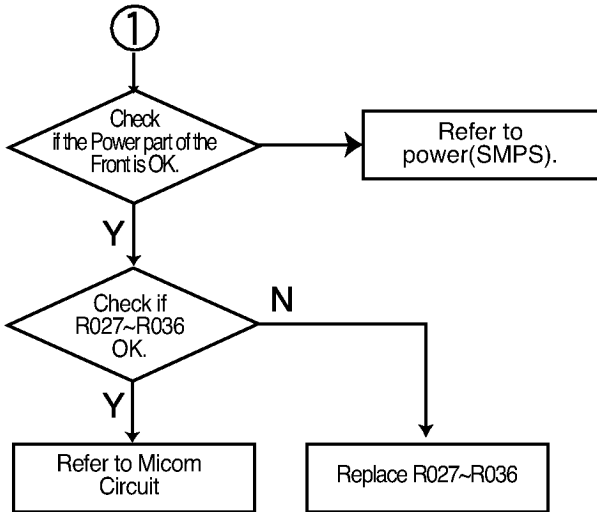 1
Check
if the Power part of the
Front is OK.
Refer to
power(SMPS).
Y
Check if
R027~R036
OK.
N
Y
Refer to Micom
Circuit
Replace R027~R036